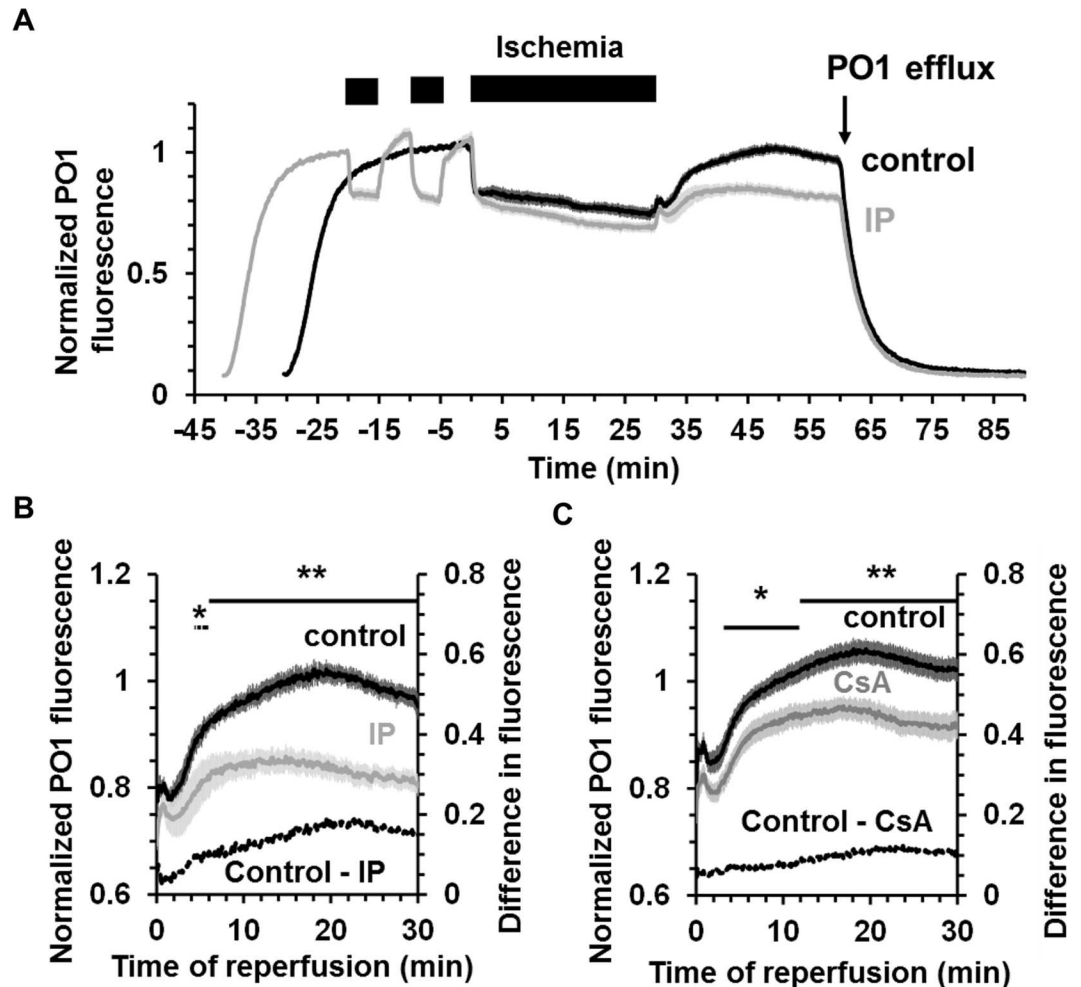 A
Ischemia
PO1 efflux
Normalized PO1
fluorescence
1
0.5
0
control
IP
-45 -35 -25 -15 -5 5 15 25 35 45 55 65 75 85
Time (min)
B
Normalized PO1 fluorescence
1.2
1
0.8
0.6
* **
control
IP
Control - IP
0.8
0.6
0.4
0.2
0
Difference in fluorescence
0 10 20 30
Time of reperfusion (min)
C
Normalized PO1 fluorescence
1.2
1
0.8
0.6
* **
control
CsA
Control - CsA
0.8
0.6
0.4
0.2
0
Difference in fluorescence
0 10 20 30
Time of reperfusion (min)